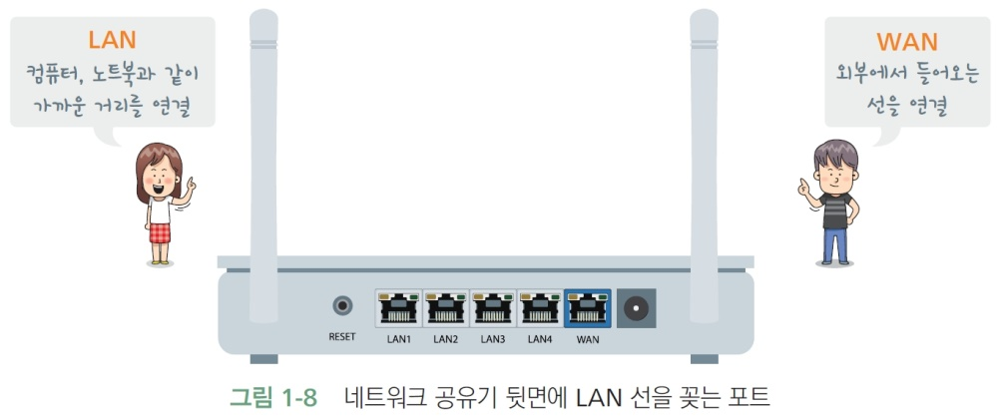 LAN
컴퓨터, 노트북과 같이
가까운 거리를 연결
WAN
외부에서 들어오는
선을 연결
RESET
LAN1
LAN2
LAN3
LAN4
WAN
그림 1-8 네트워크 공유기 뒷면에 LAN 선을 꽂는 포트